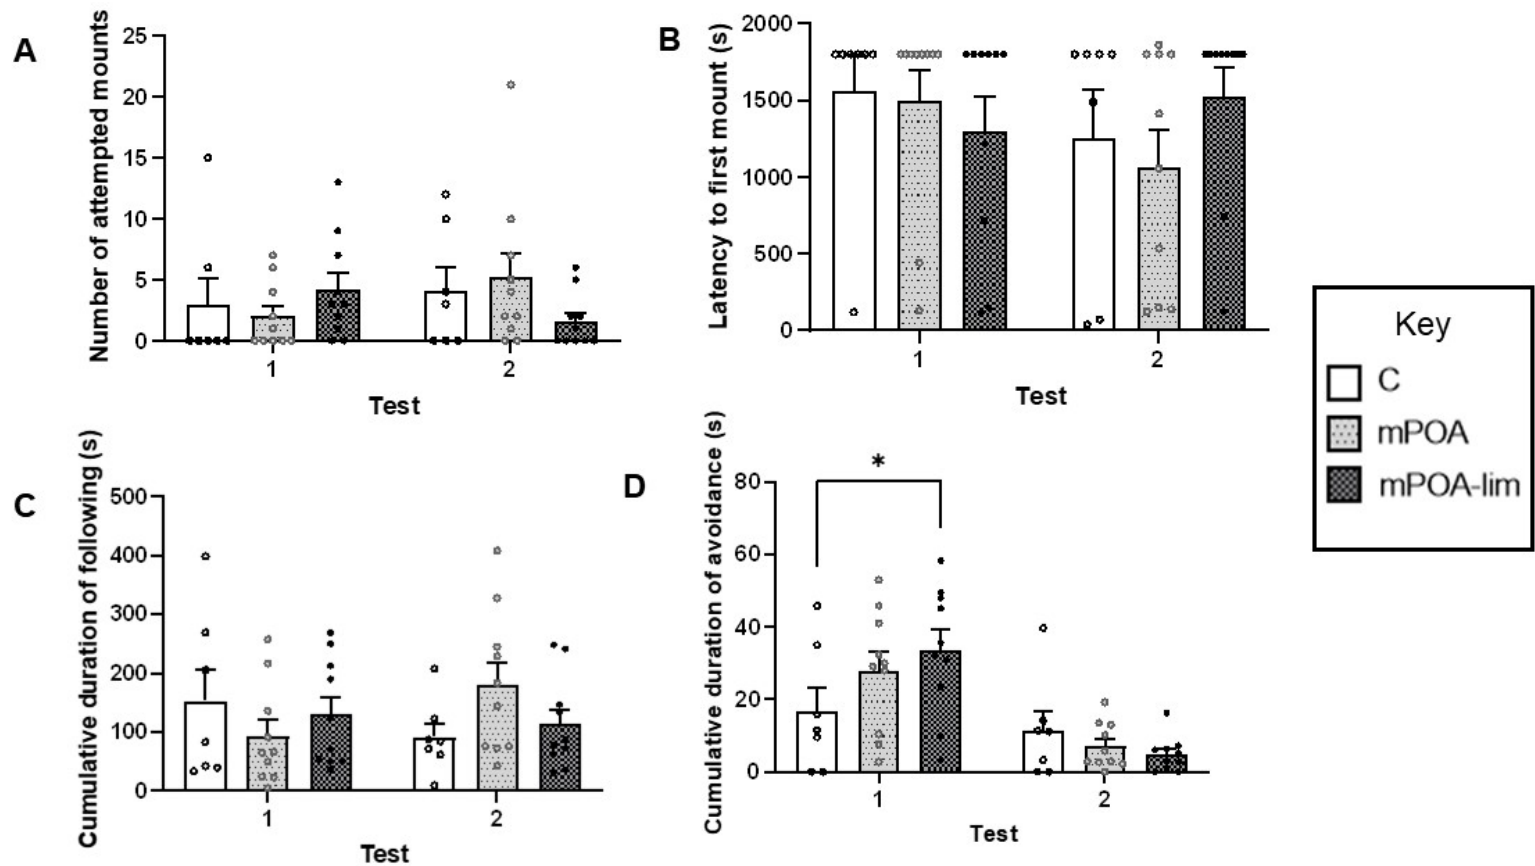 A
Number of attempted mounts
25
20
15
10
5
0
1
2
Test
B
Latency to first mount (s)
2000
1500
1000
500
0
1
2
Test
C
Cumulative duration of following (s)
500
400
300
200
100
0
1
2
Test
D
Cumulative duration of avoidance (s)
80
60
40
20
0
*
1
2
Test
Key
C
mPOA
mPOA-lim